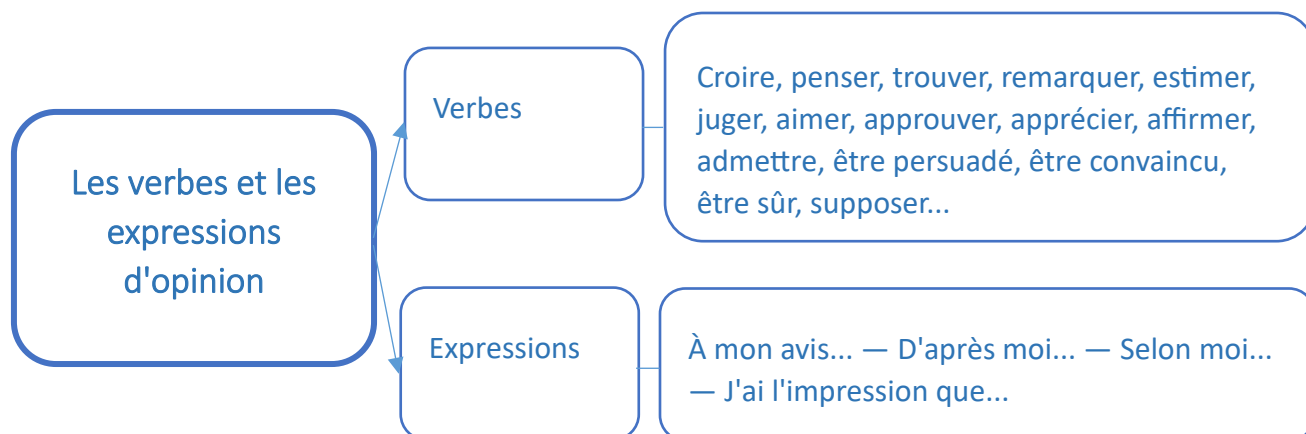 Les verbes et les
expressions
d'opinion
Verbes
Croire, penser, trouver, remarquer, estimer,
juger, aimer, approuver, apprécier, affirmer,
admettre, être persuadé, être convaincu,
être sûr, supposer...
Expressions
À mon avis... — D'après moi... — Selon moi...
— J'ai l'impression que...